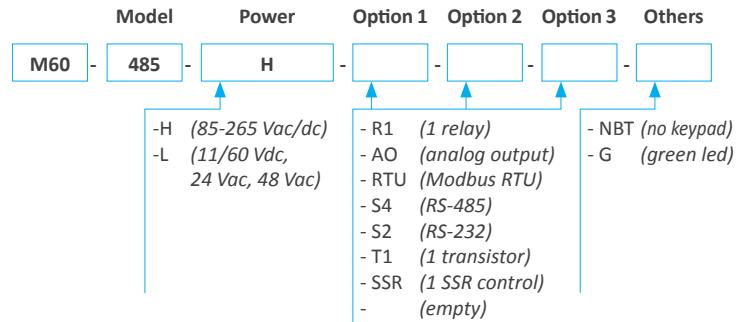 Model Power Option 1 Option 2 Option 3 Others
M60 - 485 - H - - - -
-H (85-265 Vac/dc)
-L (11/60 Vdc,
24 Vac, 48 Vac)
- R1 (1 relay)
- AO (analog output)
- RTU (Modbus RTU)
- S4 (RS-485)
- S2 (RS-232)
- T1 (1 transistor)
- SSR (1 SSR control)
- (empty)
- NBT (no keypad)
- G (green led)